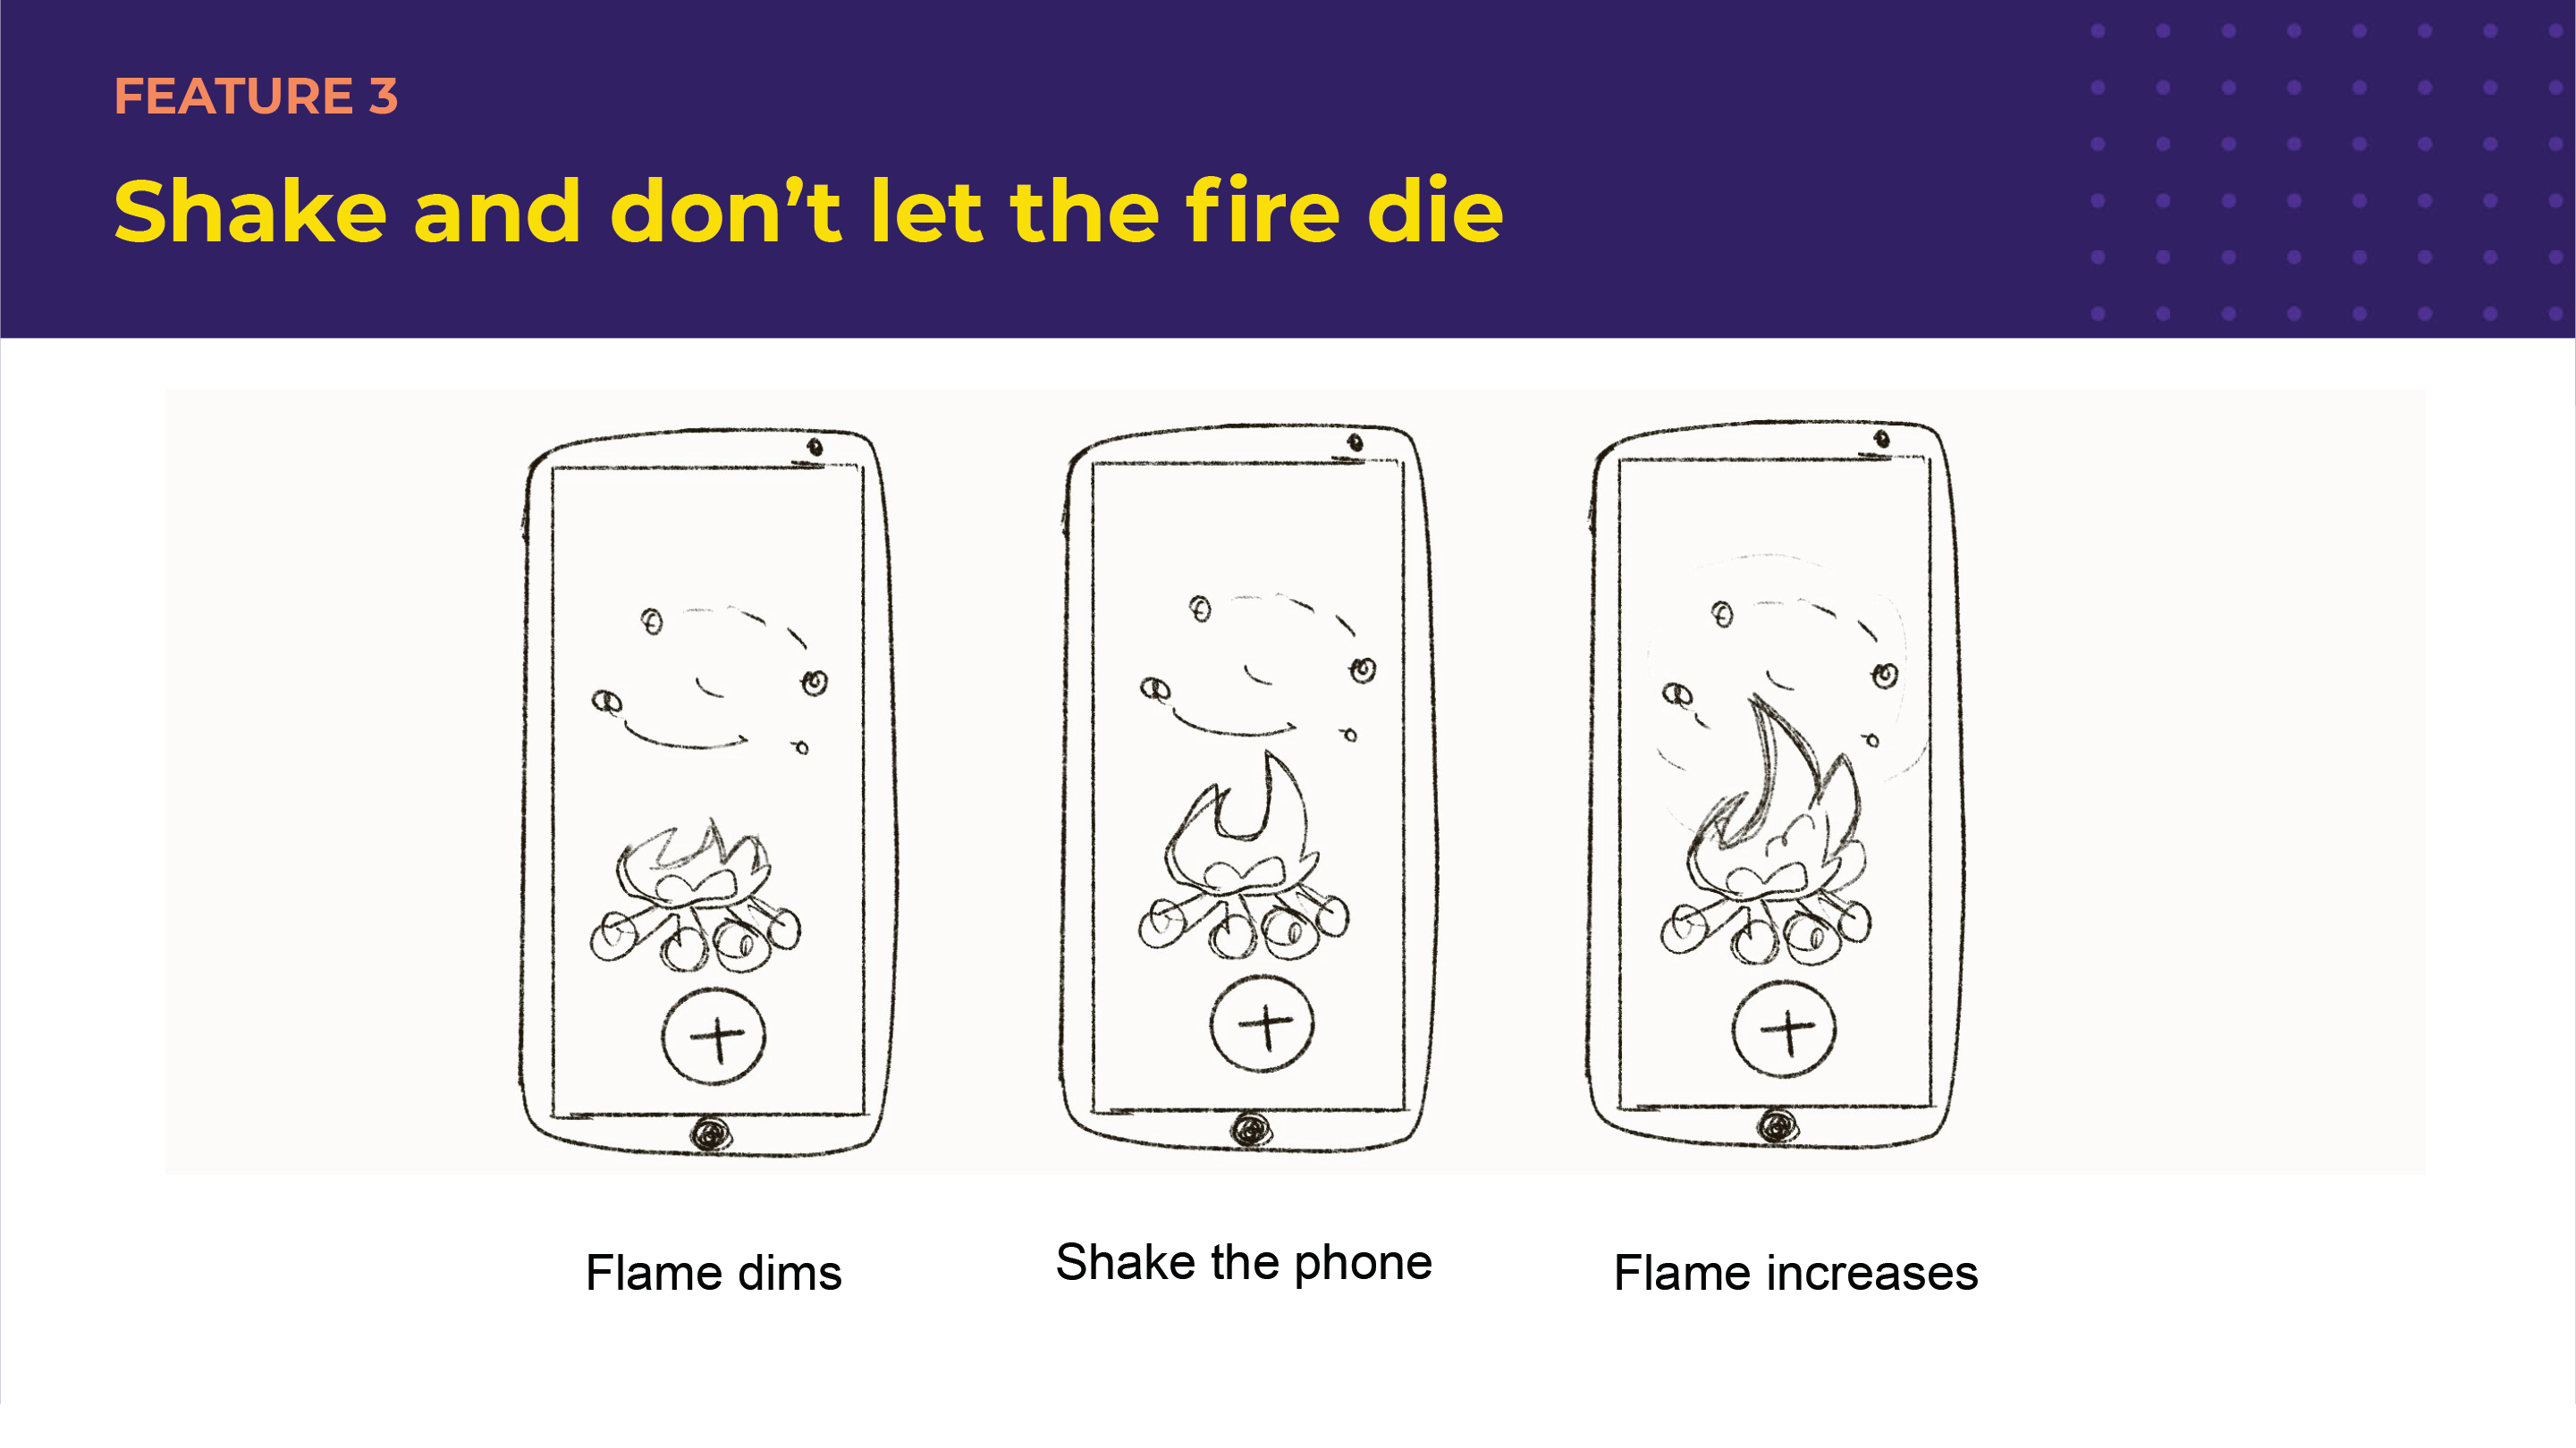 FEATURE 3
Shake and don’t let the fire die
Flame dims
Shake the phone
Flame increases